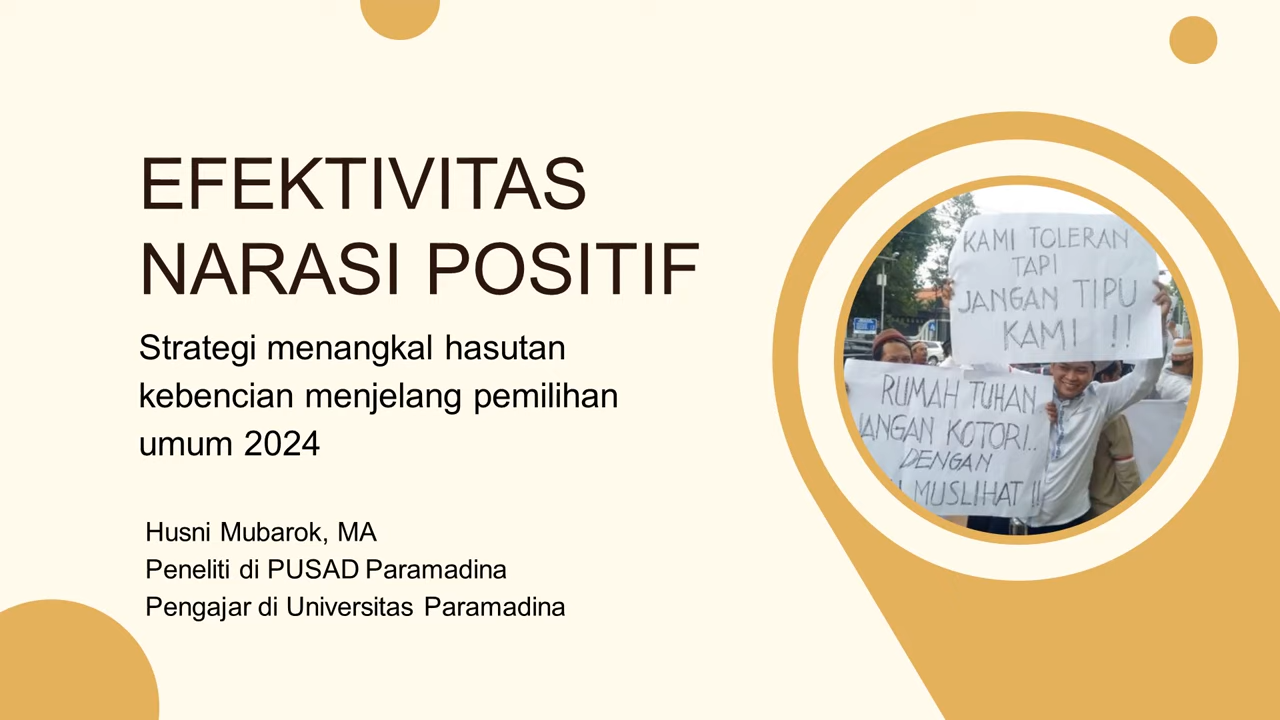 EFEKTIVITAS
NARASI POSITIF
Strategi menangkal hasutan
kebencian menjelang pemilihan
umum 2024
Husni Mubarok, MA
Peneliti di PUSAD Paramadina
Pengajar di Universitas Paramadina
KAMI TOLERAN
TAPI
JANGAN TIPU
KAMI !!
RUMAH TUHAN
JANGAN KOTORI..
DENGAN
MUSLIHAT !!